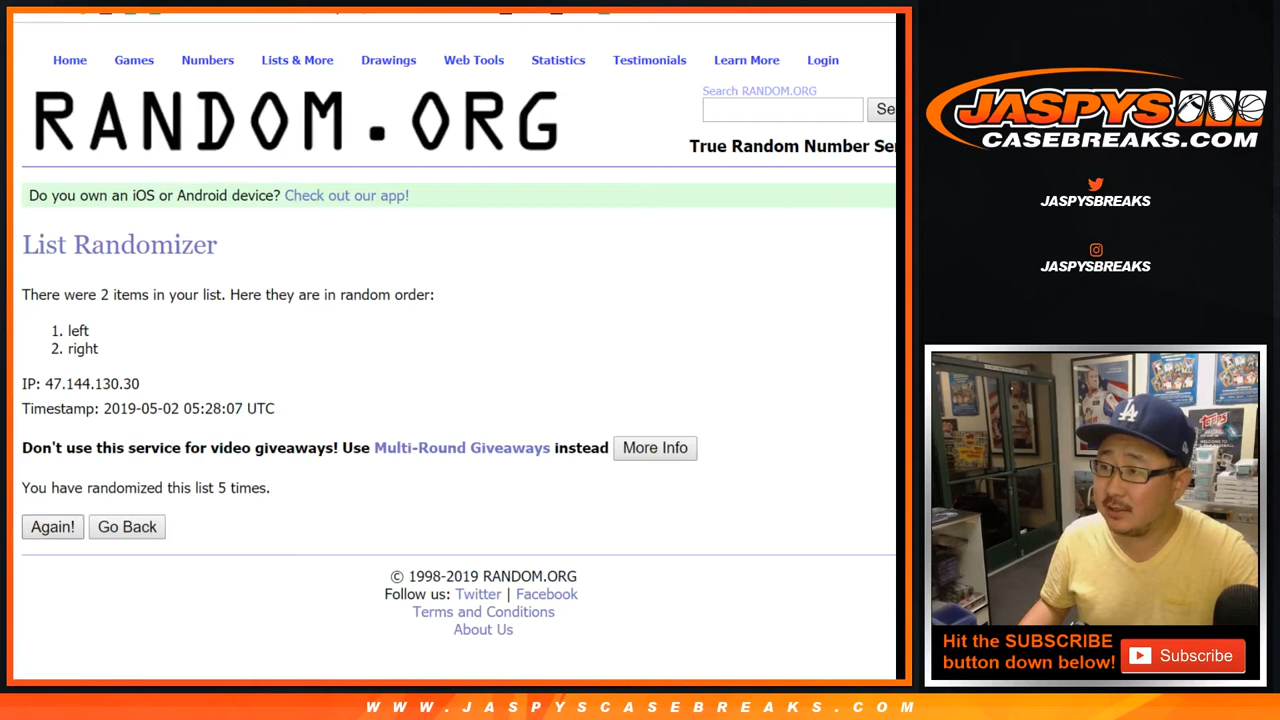 Home Games Numbers Lists & More Drawings Web Tools Statistics Testimonials Learn More Login
RANDOM.ORG
Search RANDOM.ORG
Se
True Random Number Ser
Do you own an iOS or Android device? Check out our app!
List Randomizer
There were 2 items in your list. Here they are in random order:
1. left
2. right
IP: 47.144.130.30
Timestamp: 2019-05-02 05:28:07 UTC
Don't use this service for video giveaways! Use Multi-Round Giveaways instead More Info
You have randomized this list 5 times.
Again! Go Back
© 1998-2019 RANDOM.ORG
Follow us: Twitter | Facebook
Terms and Conditions
About Us
JASPYS
CASEBREAKS.COM
JASPYSBREAKS
JASPYSBREAKS
TOPPS
LA
Hit the SUBSCRIBE
button down below!
Subscribe
WWW.JASPYSCASEBREAKS.COM